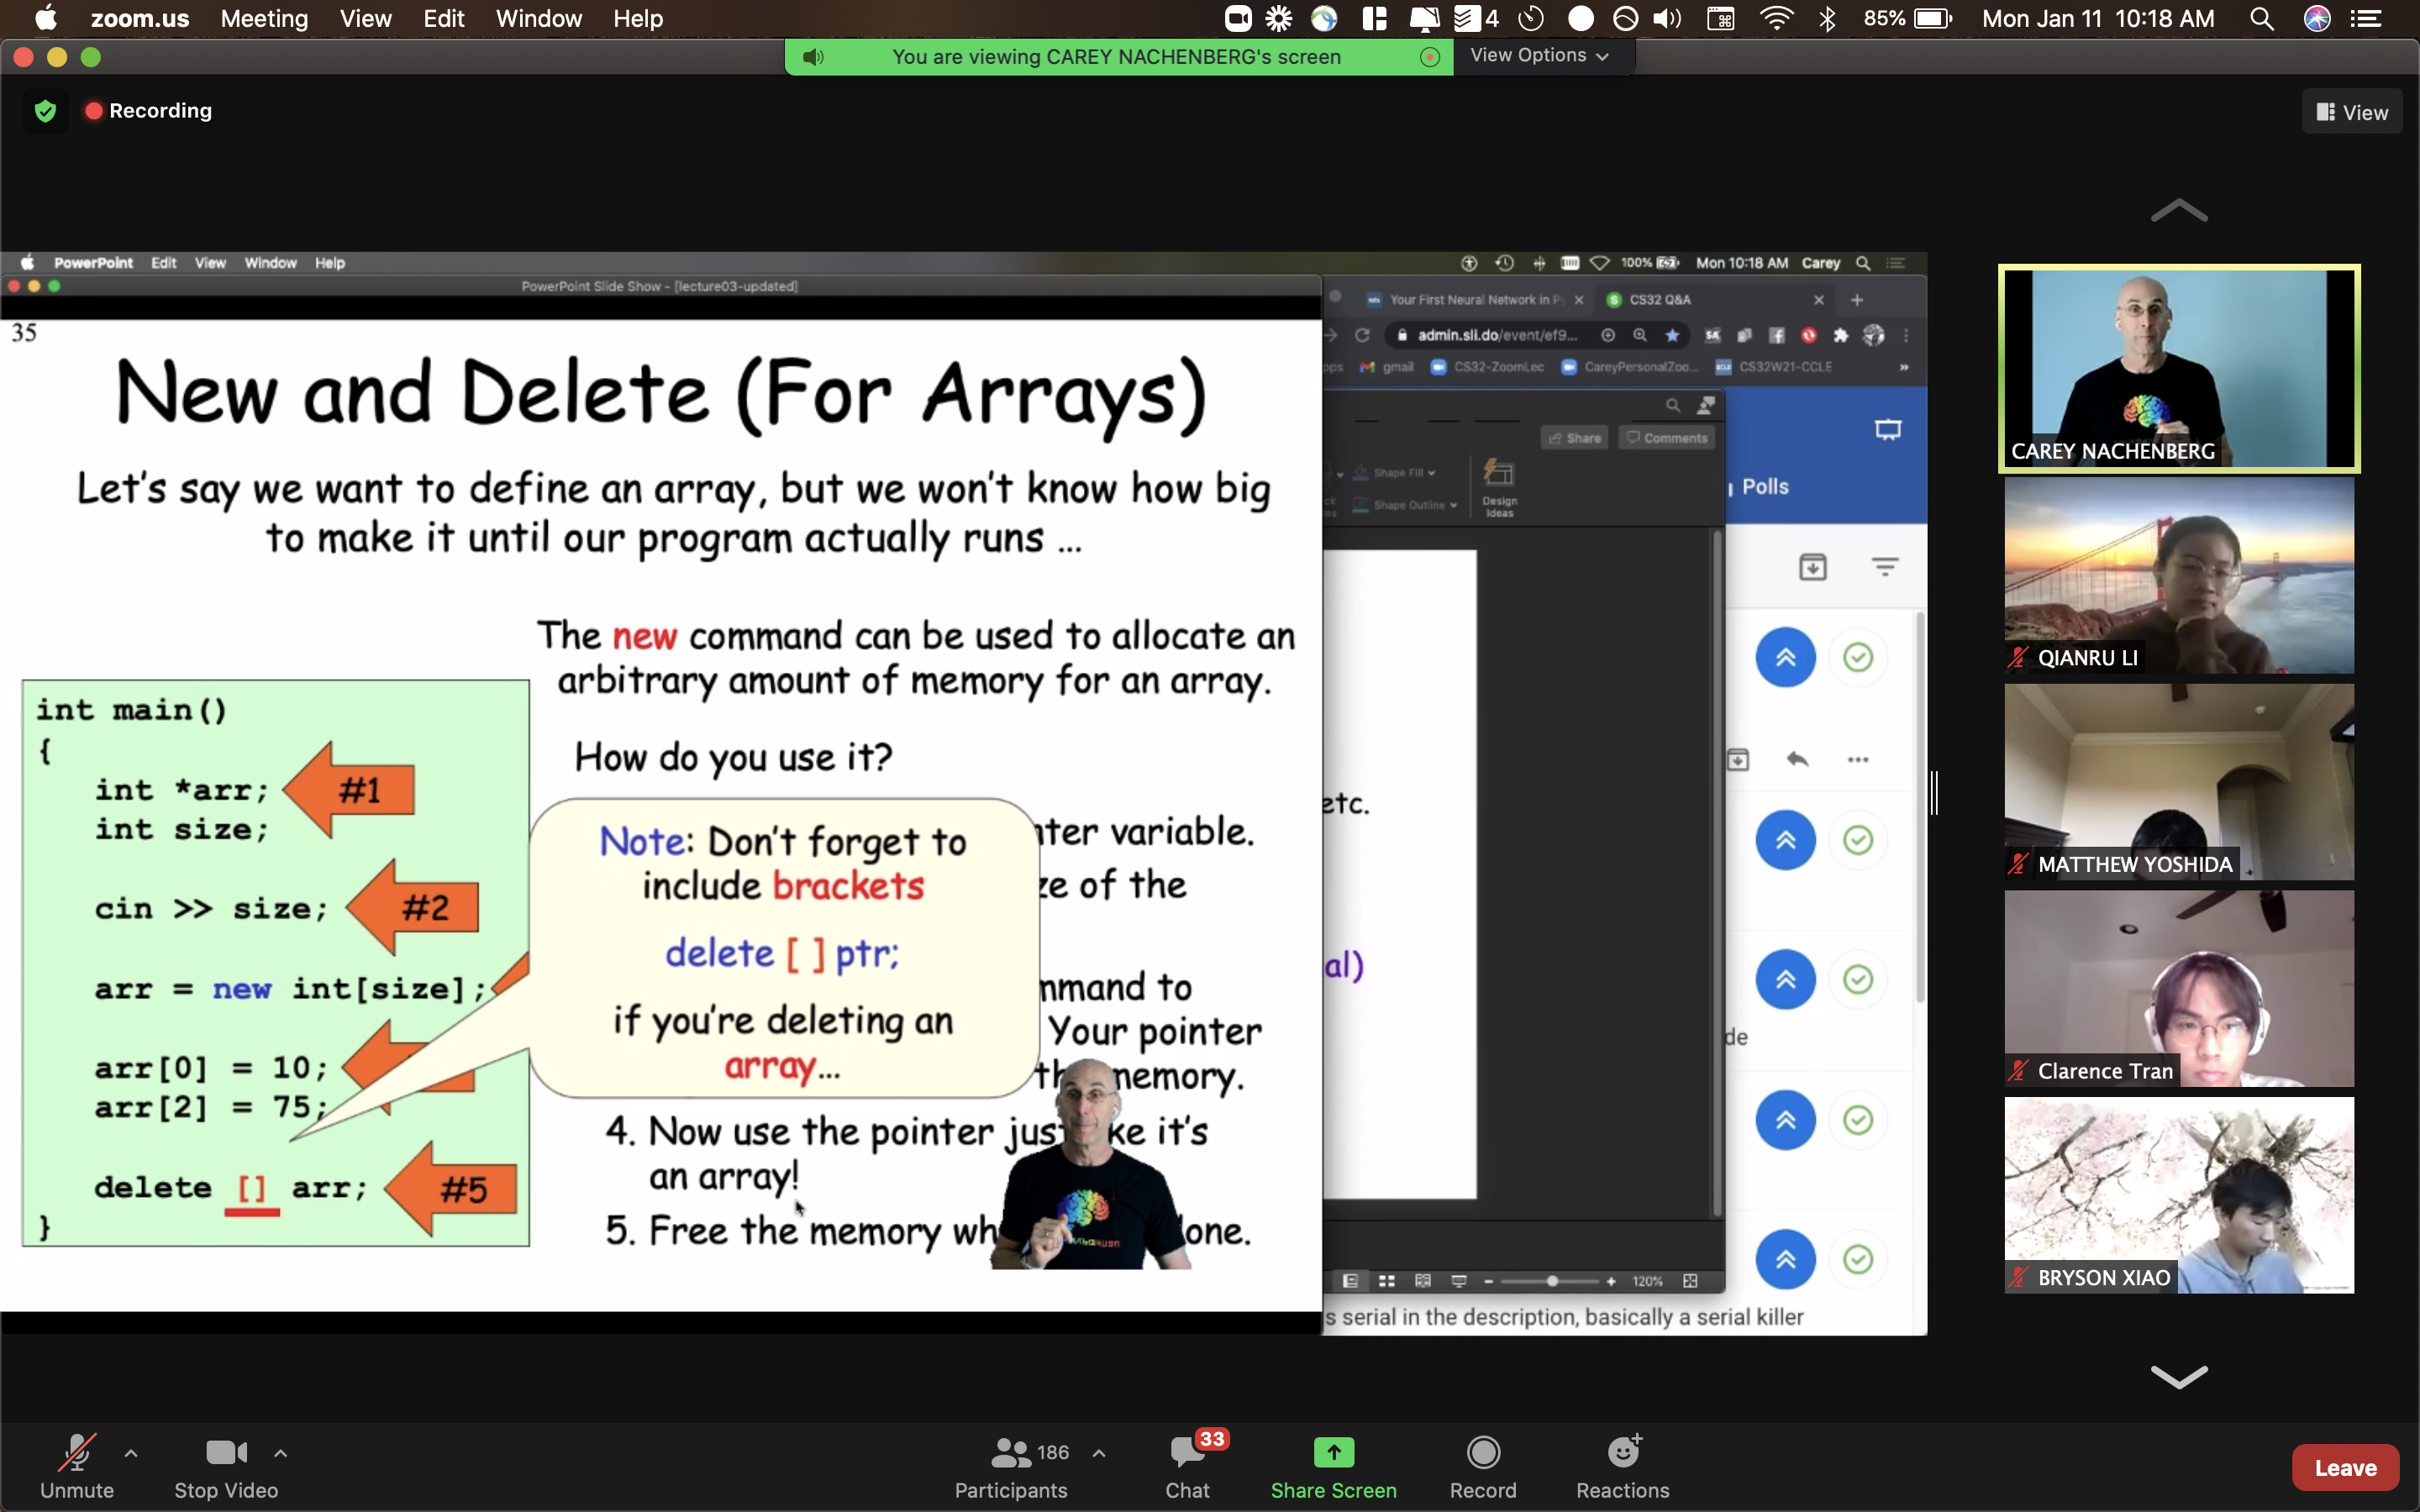 zoom.us Meeting View Edit Window Help
4 85% Mon Jan 11 10:18 AM
You are viewing CAREY NACHENBERG's screen
View Options
Recording
View
PowerPoint Edit View Window Help
100% Mon 10:18 AM Carey
PowerPoint Slide Show - [lecture03-updated]
35
New and Delete (For Arrays)
Let's say we want to define an array, but we won't know how big
to make it until our program actually runs ...
The new command can be used to allocate an
arbitrary amount of memory for an array.
How do you use it?
int main()
{
int *arr;
#1
int size;
cin >> size;
#2
arr = new int[size];
arr[0] = 10;
arr[2] = 75;
delete [] arr;
#5
}
Note: Don't forget to
include brackets
delete [ ] ptr;
if you're deleting an
array...
nter variable.
ze of the
mmand to
Your pointer
memory.
4. Now use the pointer just ke it's
an array!
5. Free the memory wh one.
Your First Neural Network in P
CS32 Q&A
admin.sli.do/event/ef9...
gmail CS32-ZoomLec CareyPersonalZoo... CS32W21-CCLE
Share Comments
Shape Fill
Shape Outline
Design
Ideas
Polls
etc.
al)
de
120%
s serial in the description, basically a serial killer
CAREY NACHENBERG
QIANRU LI
MATTHEW YOSHIDA
Clarence Tran
BRYSON XIAO
Unmute
Stop Video
186
Participants
33
Chat
Share Screen
Record
Reactions
Leave